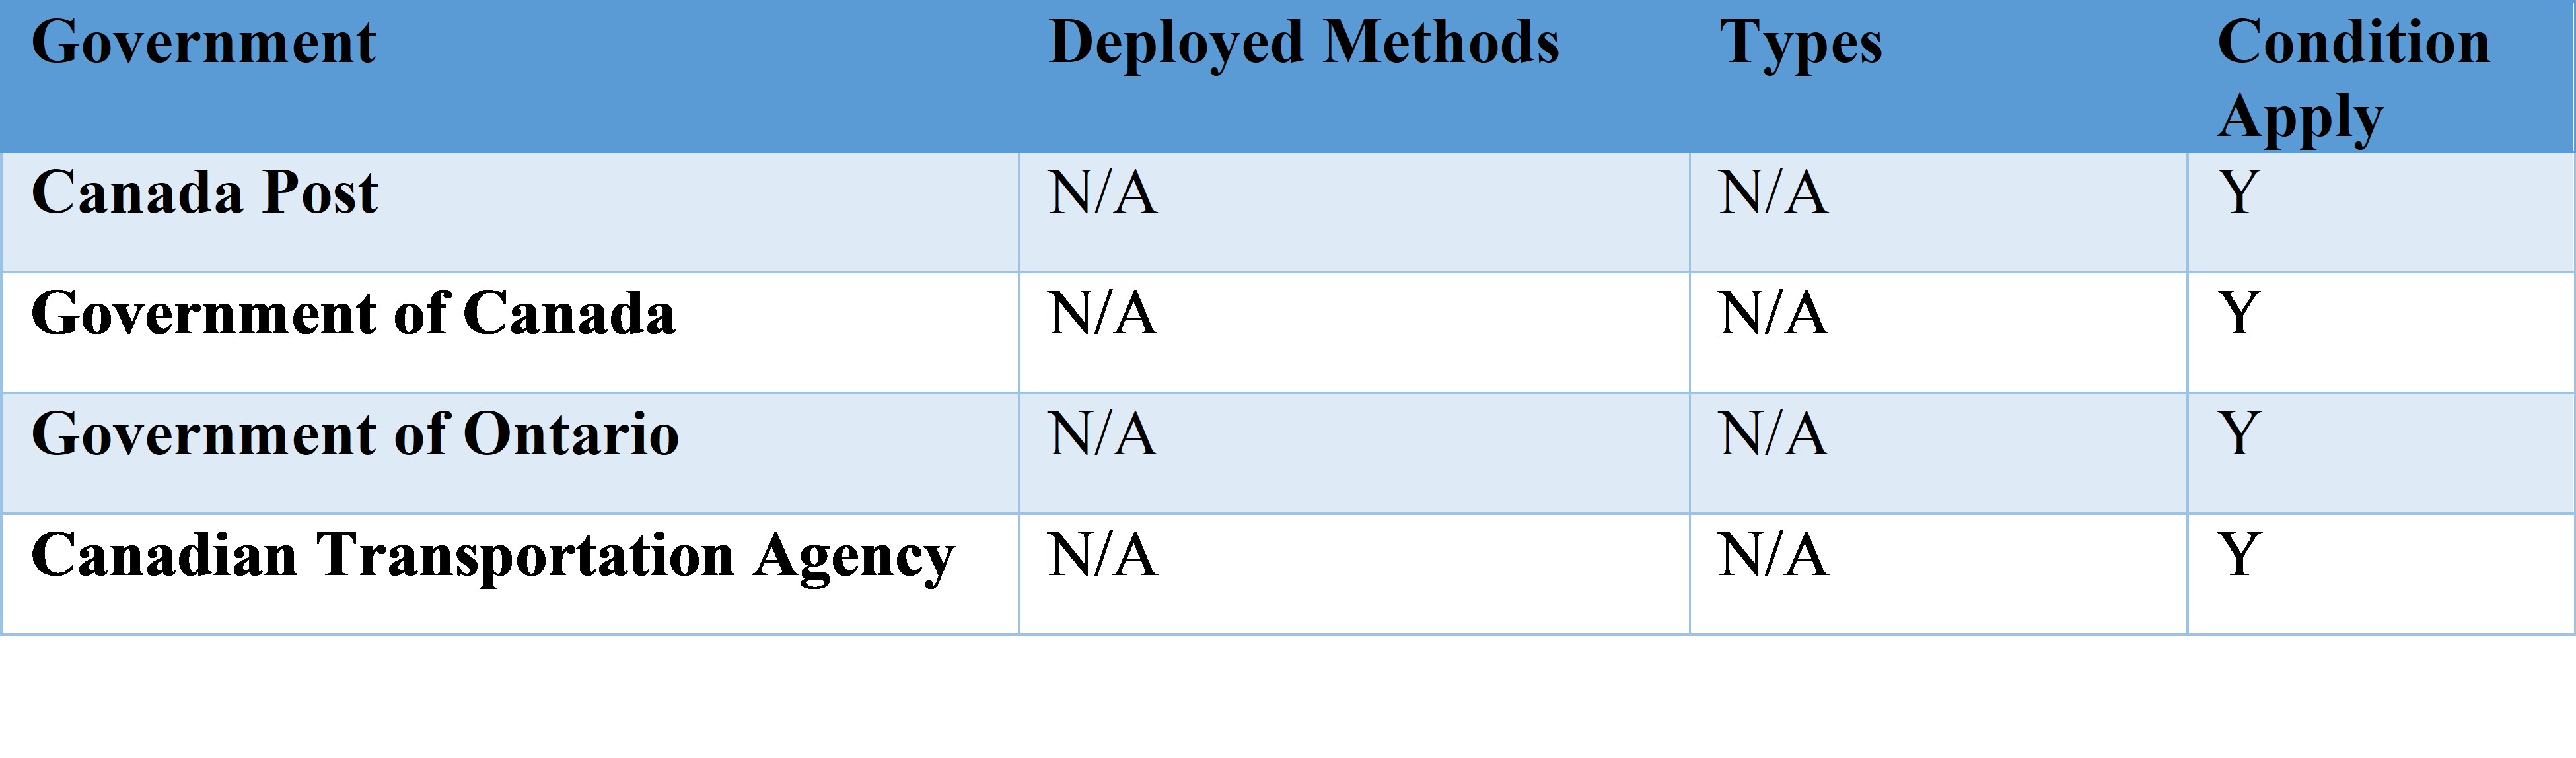 Government Deployed Methods Types Condition
Apply
Canada Post N/A N/A Y
Government of Canada N/A N/A Y
Government of Ontario N/A N/A Y
Canadian Transportation Agency N/A N/A Y